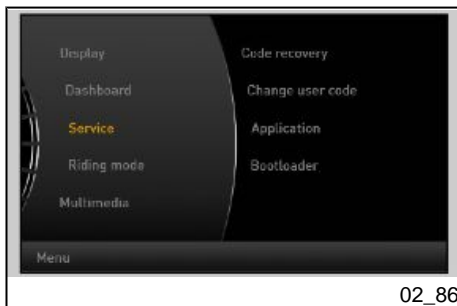 Display
Dashboard
Service
Riding mode
Multimedia
Code recovery
Change user code
Application
Bootloader
Menu
02_86